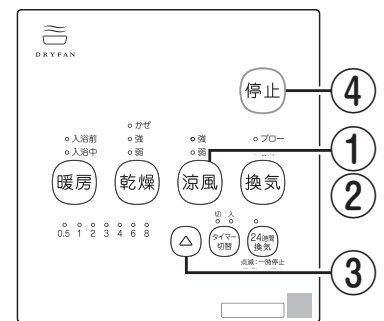 DRYFAN
停止
④
かぜ
入浴前 強 強 ブロー
入浴中 弱 弱
暖房 乾燥 涼風 換気
①
②
切 入
0.5 1 2 3 4 6 8
タイマー切替 24時間換気
点滅:一時停止
③